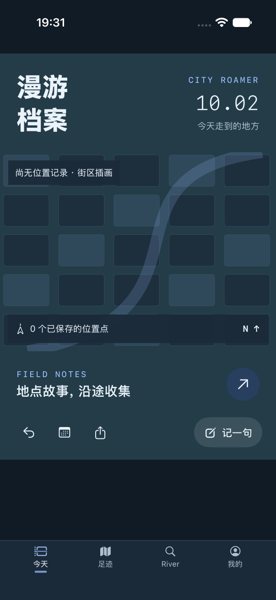 19:31
漫游
档案
CITY ROAMER
10.02
今天走到的地方
尚无位置记录 · 街区插画
0 个已保存的位置点
N ↑
FIELD NOTES
地点故事, 沿途收集
记一句
今天
足迹
River
我的